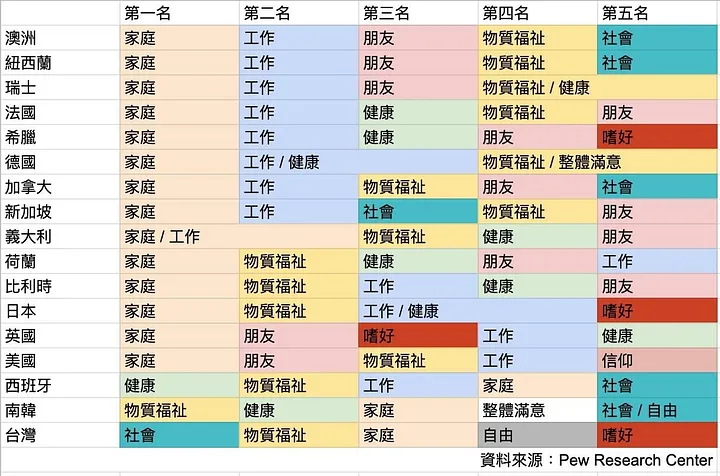 第一名 第二名 第三名 第四名 第五名
澳洲 家庭 工作 朋友 物質福祉 社會
紐西蘭 家庭 工作 朋友 物質福祉 社會
瑞士 家庭 工作 朋友 物質福祉 / 健康
法國 家庭 工作 健康 物質福祉 朋友
希臘 家庭 工作 健康 朋友 嗜好
德國 家庭 工作 / 健康 物質福祉 / 整體滿意
加拿大 家庭 工作 物質福祉 朋友 社會
新加坡 家庭 工作 社會 物質福祉 朋友
義大利 家庭 / 工作 物質福祉 健康 朋友
荷蘭 家庭 物質福祉 健康 朋友 工作
比利時 家庭 物質福祉 工作 健康 朋友
日本 家庭 物質福祉 工作 / 健康 嗜好
英國 家庭 朋友 嗜好 工作 健康
美國 家庭 朋友 物質福祉 工作 信仰
西班牙 健康 物質福祉 工作 家庭 社會
南韓 物質福祉 健康 家庭 整體滿意 社會 / 自由
台灣 社會 物質福祉 家庭 自由 嗜好
資料來源：Pew Research Center